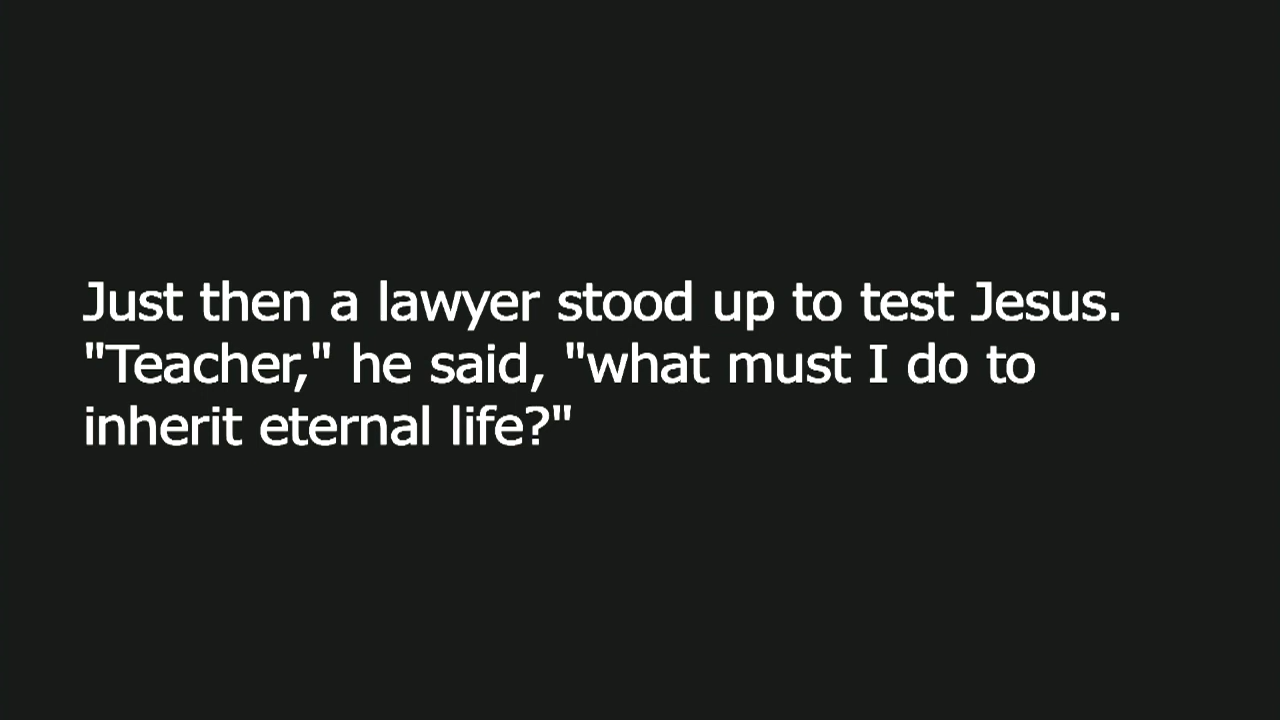 Just then a lawyer stood up to test Jesus.
"Teacher," he said, "what must I do to
inherit eternal life?"